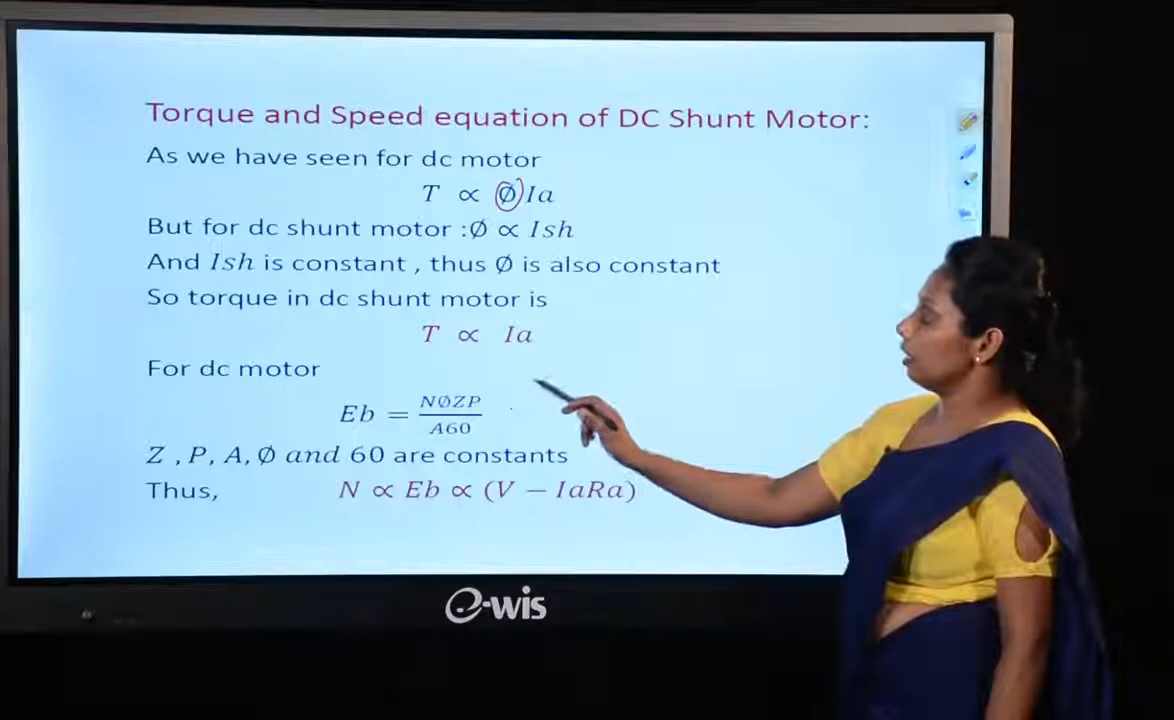 Torque and Speed equation of DC Shunt Motor:
As we have seen for dc motor
T ∝ ØIa
But for dc shunt motor :Ø ∝ Ish
And Ish is constant , thus Ø is also constant
So torque in dc shunt motor is
T ∝ Ia
For dc motor
Eb = NØZP / A60
Z , P, A, Ø and 60 are constants
Thus, N ∝ Eb ∝ (V − IaRa)
e-wis